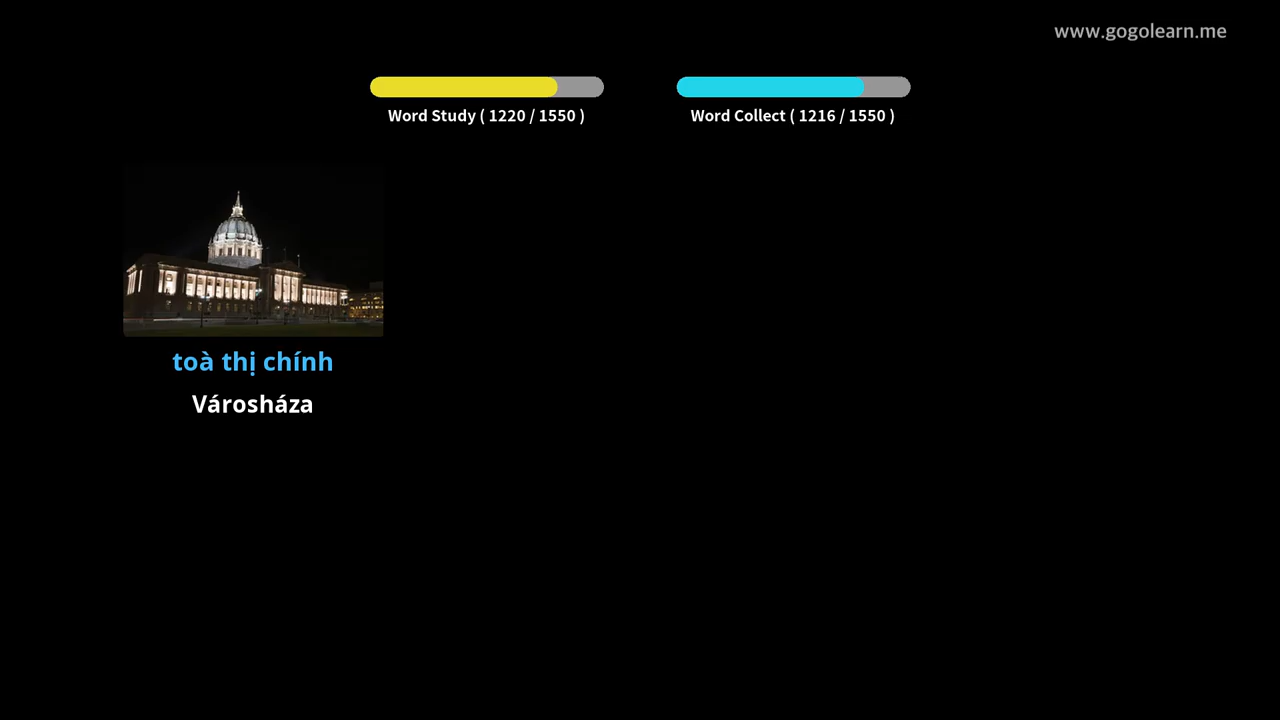 www.gogolearn.me
Word Study ( 1220 / 1550 )
Word Collect ( 1216 / 1550 )
toà thị chính
Városháza